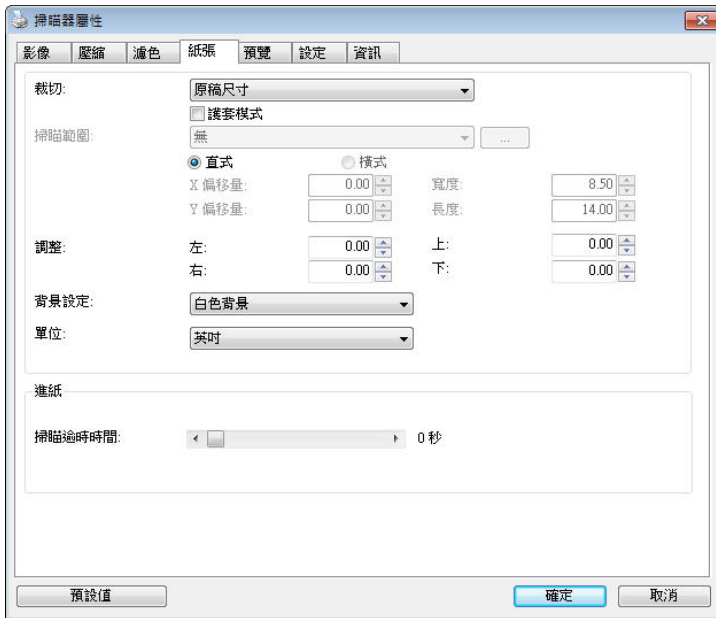 掃瞄器屬性
影像 壓縮 濾色 紙張 預覽 設定 資訊
裁切: 原稿尺寸
護套模式
掃瞄範圍: 無 ...
直式 橫式
X 偏移量: 0.00 寬度: 8.50
Y 偏移量: 0.00 長度: 14.00
調整: 左: 0.00 上: 0.00
右: 0.00 下: 0.00
背景設定: 白色背景
單位: 英吋
進紙
掃瞄逾時時間: 0 秒
預設值 確定 取消